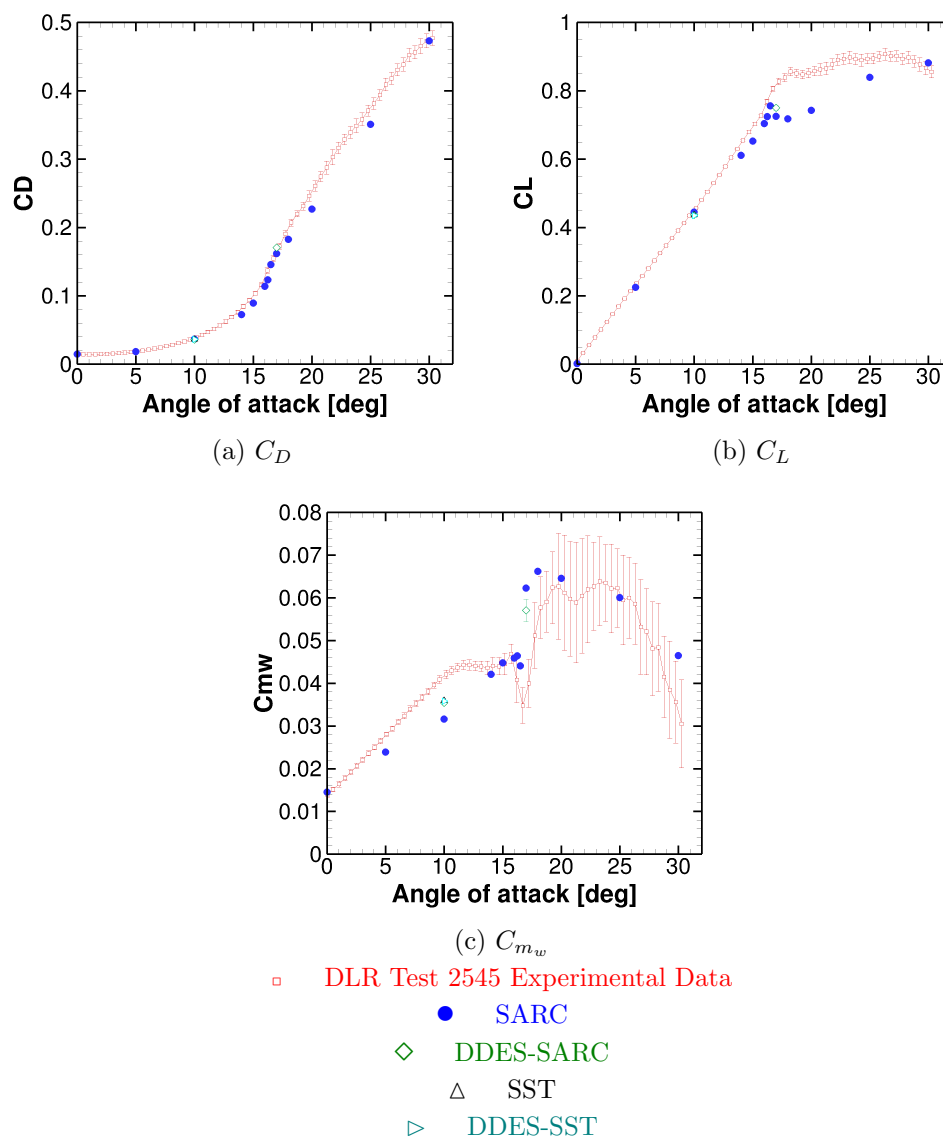 0.5
0.4
0.3
0.2
0.1
0
CD
0 5 10 15 20 25 30
Angle of attack [deg]
(a) C_D
1
0.8
0.6
0.4
0.2
0
CL
0 5 10 15 20 25 30
Angle of attack [deg]
(b) C_L
0.08
0.07
0.06
0.05
0.04
0.03
0.02
0.01
0
Cmw
0 5 10 15 20 25 30
Angle of attack [deg]
(c) C_{m_w}
DLR Test 2545 Experimental Data
SARC
DDES-SARC
SST
DDES-SST